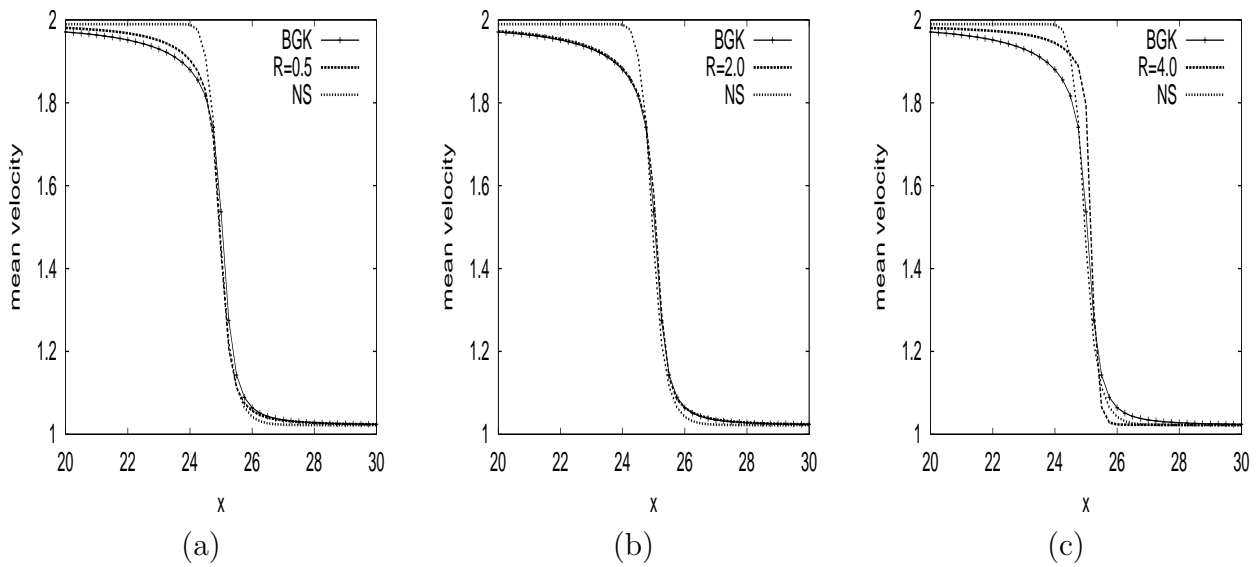 2
1.8
1.6
1.4
1.2
1
mean velocity
BGK
R=0.5
NS
20 22 24 26 28 30
x
(a)
2
1.8
1.6
1.4
1.2
1
mean velocity
BGK
R=2.0
NS
20 22 24 26 28 30
x
(b)
2
1.8
1.6
1.4
1.2
1
mean velocity
BGK
R=4.0
NS
20 22 24 26 28 30
x
(c)